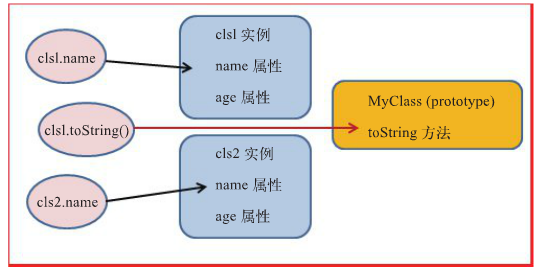 clsl.name
clsl 实例
name 属性
age 属性
clsl.toString()
MyClass (prototype)
toString 方法
cls2.name
cls2 实例
name 属性
age 属性